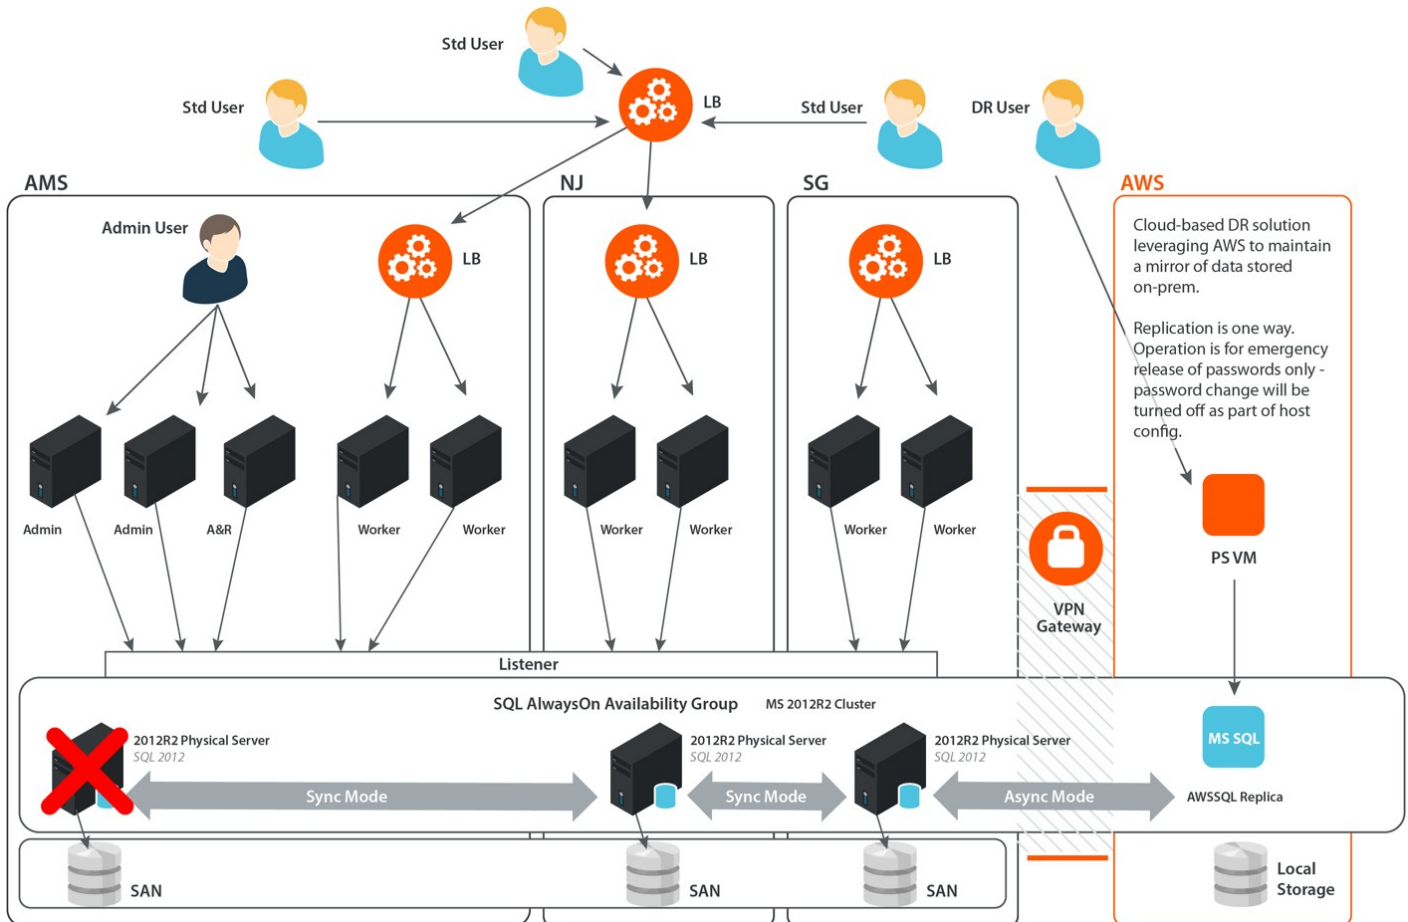 Std User
LB
Std User
Std User
DR User
AMS
NJ
SG
AWS
Admin User
LB
LB
LB
Cloud-based DR solution
leveraging AWS to maintain
a mirror of data stored
on-prem.
Replication is one way.
Operation is for emergency
release of passwords only -
password change will be
turned off as part of host
config.
Admin
Admin
A&R
Worker
Worker
Worker
Worker
Worker
Worker
PS VM
VPN
Gateway
Listener
SQL AlwaysOn Availability Group
MS 2012R2 Cluster
2012R2 Physical Server
SQL 2012
2012R2 Physical Server
SQL 2012
2012R2 Physical Server
SQL 2012
MS SQL
Sync Mode
Sync Mode
Async Mode
AWSSQL Replica
SAN
SAN
SAN
Local
Storage